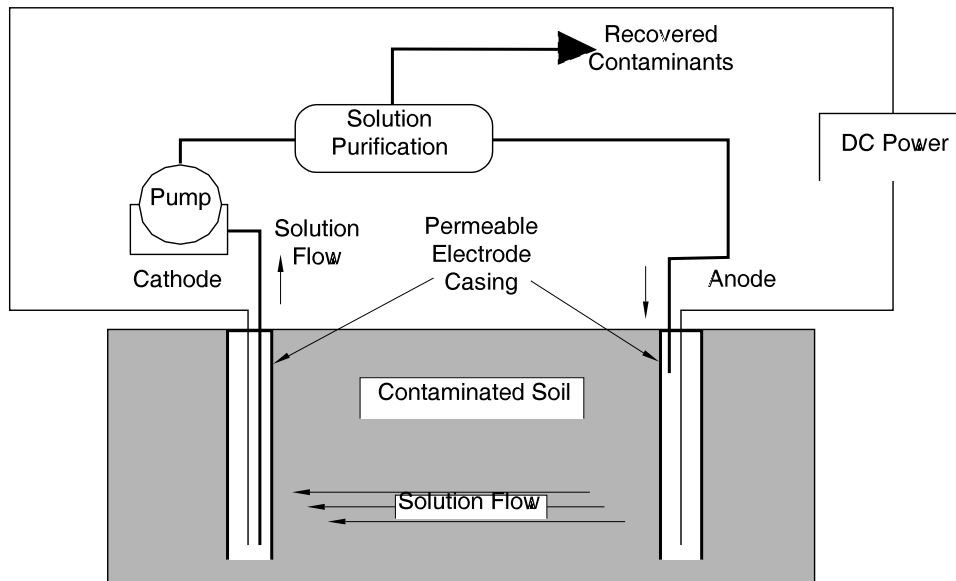 Recovered
Contaminants
Solution
Purification
DC Power
Pump
Solution
Flow
Permeable
Electrode
Casing
Cathode
Anode
Contaminated Soil
Solution Flow